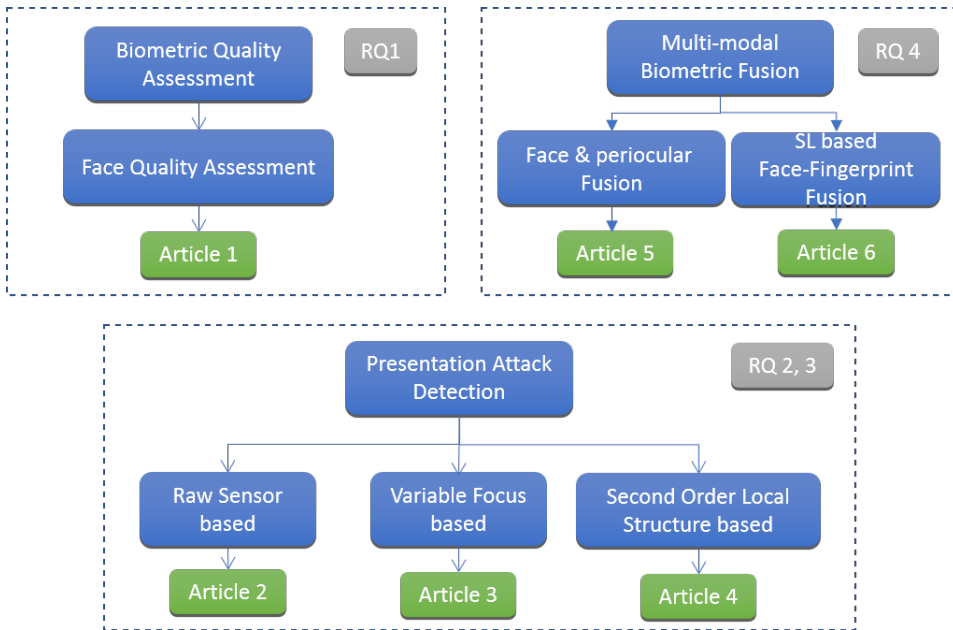 Biometric Quality
Assessment
RQ1
Face Quality Assessment
Article 1
Multi-modal
Biometric Fusion
RQ 4
Face & periocular
Fusion
SL based
Face-Fingerprint
Fusion
Article 5
Article 6
Presentation Attack
Detection
RQ 2, 3
Raw Sensor
based
Variable Focus
based
Second Order Local
Structure based
Article 2
Article 3
Article 4